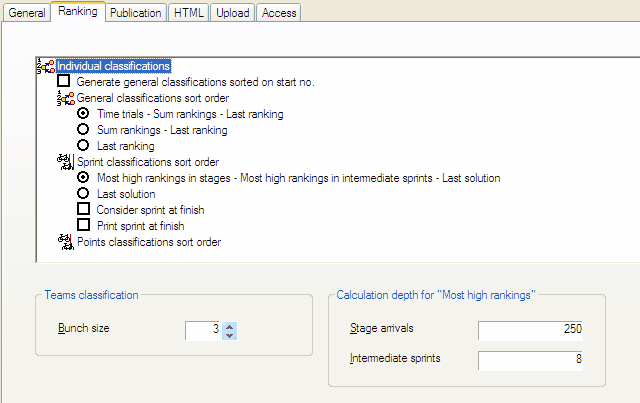 General Ranking Publication HTML Upload Access
Individual classifications
Generate general classifications sorted on start no.
General classifications sort order
Time trials - Sum rankings - Last ranking
Sum rankings - Last ranking
Last ranking
Sprint classifications sort order
Most high rankings in stages - Most high rankings in intermediate sprints - Last solution
Last solution
Consider sprint at finish
Print sprint at finish
Points classifications sort order
Teams classification
Bunch size 3
Calculation depth for "Most high rankings"
Stage arrivals 250
Intermediate sprints 8